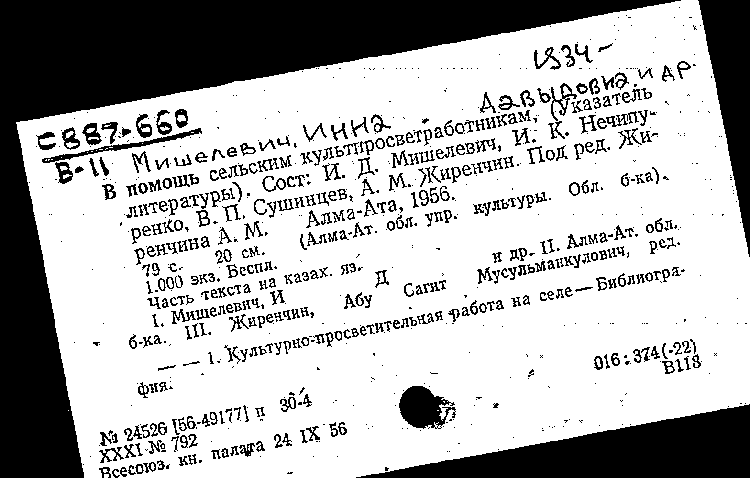 1934-
С887-660
В-11 Мишелевич, Инна Давыдовна и др.
В помощь сельским культпросветработникам, (Указатель
литературы). Сост: И. Д. Мишелевич, И. К. Нечипу-
ренко, В. П. Сушинцев, А. М. Жиренчин. Под ред. Жи-
ренчина А. М. Алма-Ата, 1956.
79 с. 20 см. (Алма-Ат. обл. упр. культуры. Обл. б-ка).
1.000 экз. Беспл.
Часть текста на казах. яз.
I. Мишелевич, И Д и др. II. Алма-Ат. обл.
б-ка. III. Жиренчин, Абу Сагит Мусульманкулович, ред.
— — 1. Культурно-просветительная работа на селе — Библиогра-
фия.
016:374(-22)
В118
№ 24526 [56-49177] п 30-4
XXXI № 792
Всесоюз. кн. палата 24 IX 56